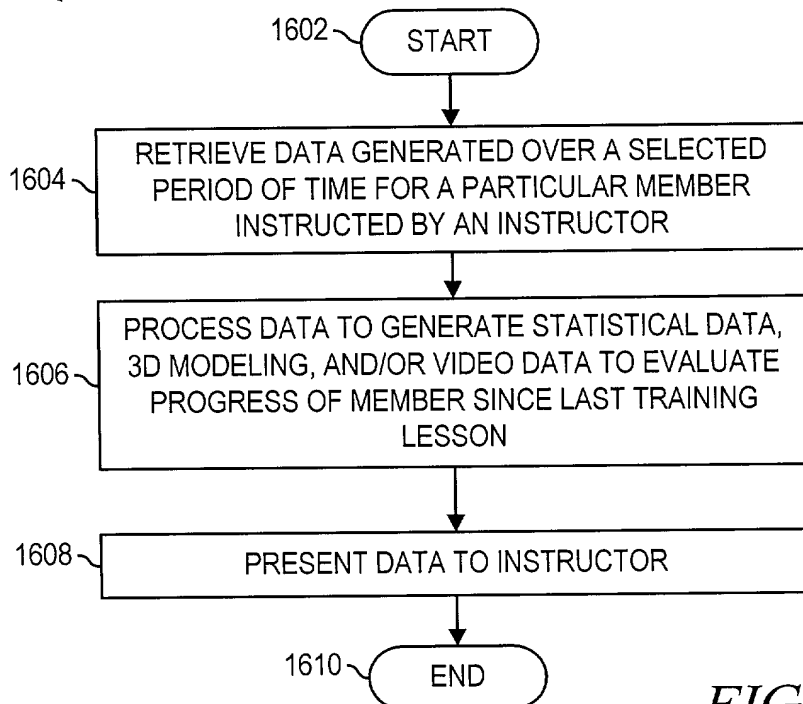 1602
START
1604
RETRIEVE DATA GENERATED OVER A SELECTED
PERIOD OF TIME FOR A PARTICULAR MEMBER
INSTRUCTED BY AN INSTRUCTOR
1606
PROCESS DATA TO GENERATE STATISTICAL DATA,
3D MODELING, AND/OR VIDEO DATA TO EVALUATE
PROGRESS OF MEMBER SINCE LAST TRAINING
LESSON
1608
PRESENT DATA TO INSTRUCTOR
1610
END
FIG